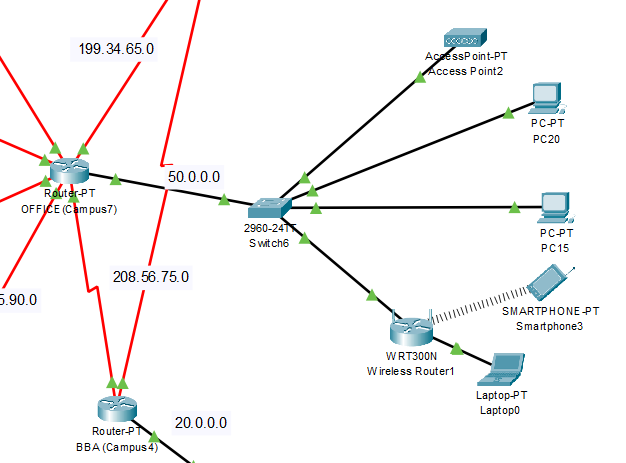 199.34.65.0
AccessPoint-PT
Access Point2
PC-PT
PC20
50.0.0.0
Router-PT
OFFICE (Campus7)
2960-24TT
Switch6
PC-PT
PC15
208.56.75.0
5.90.0
SMARTPHONE-PT
Smartphone3
WRT300N
Wireless Router1
Laptop-PT
Laptop0
Router-PT
BBA (Campus4)
20.0.0.0